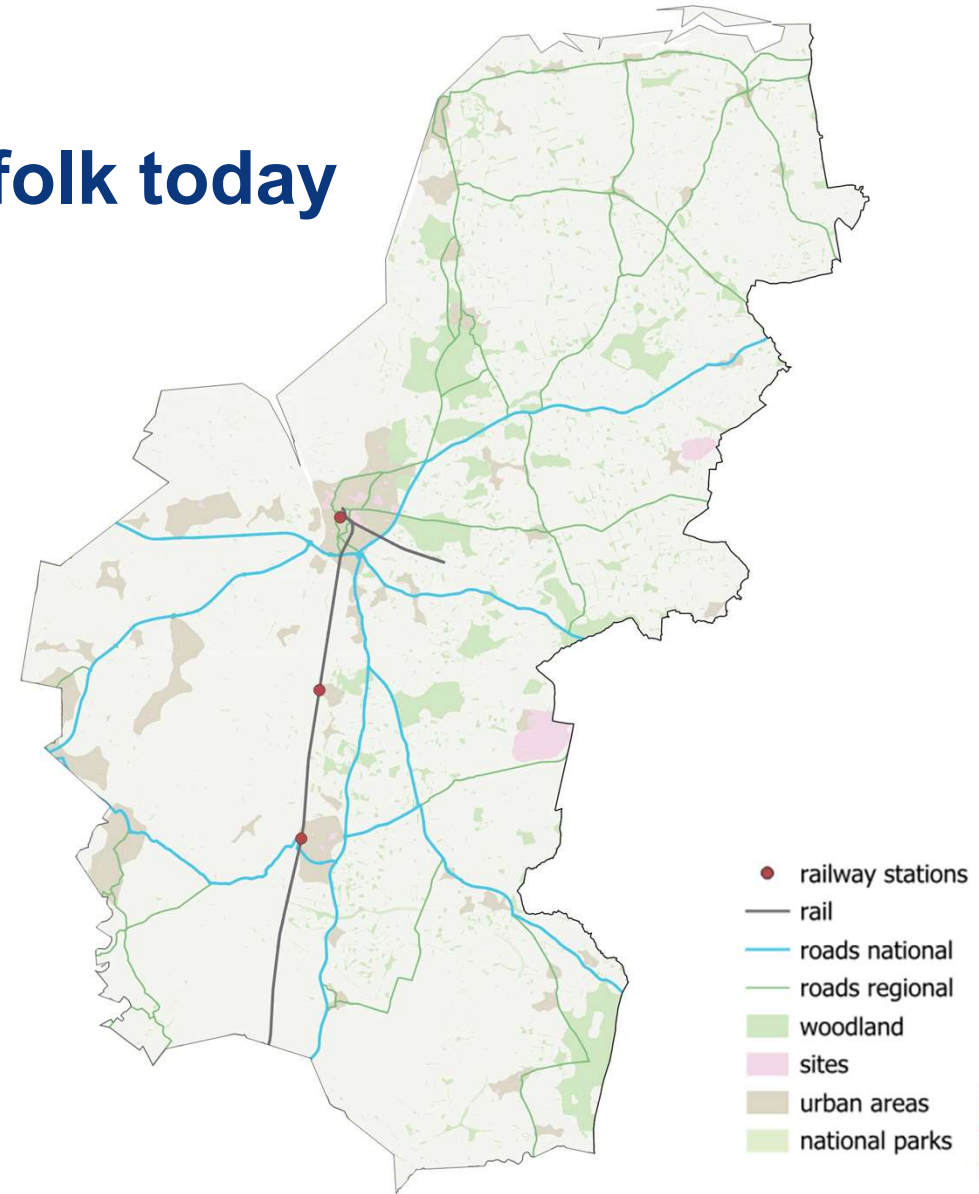 folk today
railway stations
rail
roads national
roads regional
woodland
sites
urban areas
national parks